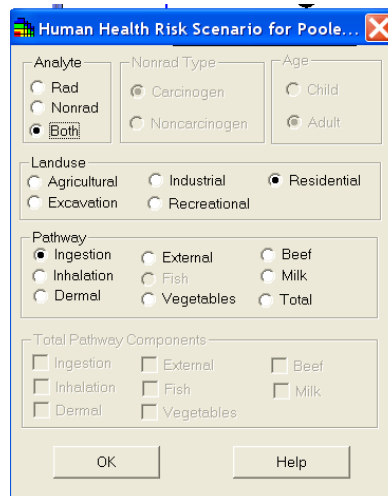 Human Health Risk Scenario for Poole...
Analyte
Nonrad Type
Age
Rad
Carcinogen
Child
Nonrad
Both
Noncarcinogen
Adult
Landuse
Agricultural Industrial Residential
Excavation Recreational
Pathway
Ingestion External Beef
Inhalation Fish Milk
Dermal Vegetables Total
Total Pathway Components
Ingestion External Beef
Inhalation Fish Milk
Dermal Vegetables
OK Help